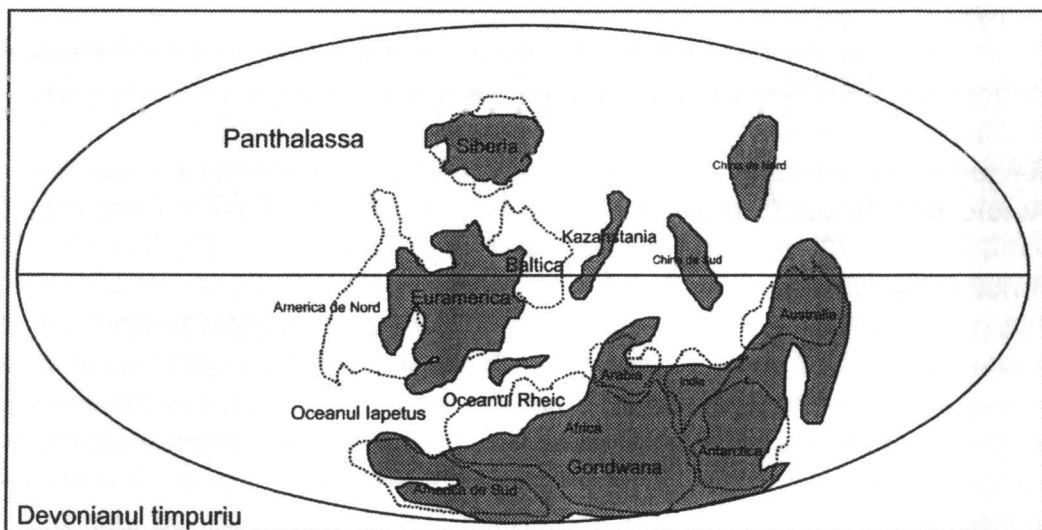 Panthalassa
Siberia
China de Nord
Kazahstania
Baltica
China de Sud
America de Nord
Euramerica
Australia
Arabia
India
Oceanul Rheic
Oceanul Iapetus
Africa
Antarctica
Gondwana
America de Sud
Devonianul timpuriu